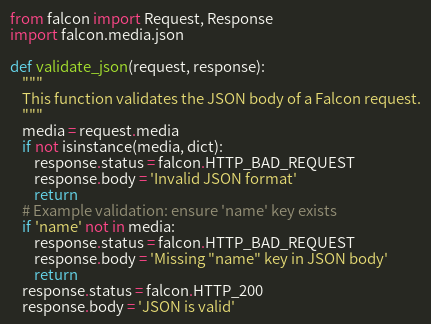 from falcon import Request, Response
import falcon.media.json

def validate_json(request, response):
    """
    This function validates the JSON body of a Falcon request.
    """
    media = request.media
    if not isinstance(media, dict):
        response.status = falcon.HTTP_BAD_REQUEST
        response.body = 'Invalid JSON format'
        return
    # Example validation: ensure 'name' key exists
    if 'name' not in media:
        response.status = falcon.HTTP_BAD_REQUEST
        response.body = 'Missing "name" key in JSON body'
        return
    response.status = falcon.HTTP_200
    response.body = 'JSON is valid'